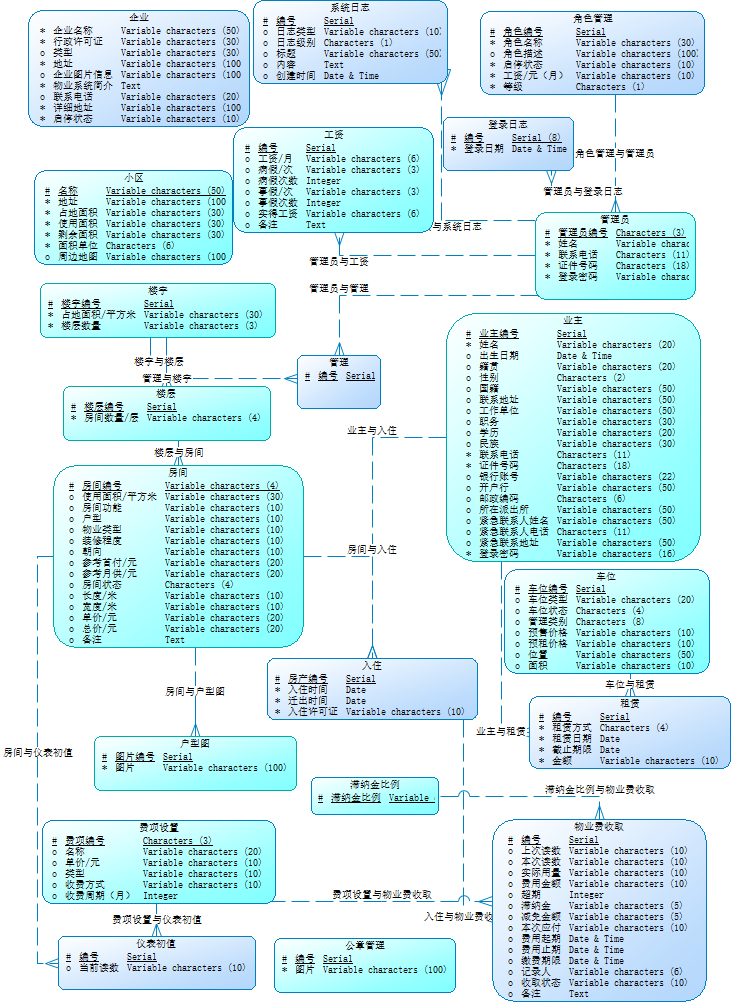 企业
* 企业名称 Variable characters (50)
* 行政许可证 Variable characters (30)
o 类型 Variable characters (30)
* 地址 Variable characters (100
o 企业图片信息 Variable characters (100
* 物业系统简介 Text
o 联系电话 Variable characters (20)
* 详细地址 Variable characters (100
* 启停状态 Variable characters (10)
系统日志
# 编号 Serial
o 日志类型 Variable characters (10)
o 日志级别 Characters (1)
o 标题 Variable characters (50)
o 内容 Text
o 创建时间 Date & Time
角色管理
# 角色编号 Serial
* 角色名称 Variable characters (30)
o 角色描述 Variable characters (100)
* 启停状态 Variable characters (10)
* 工资/元（月） Variable characters (10)
* 等级 Characters (1)
登录日志
# 编号 Serial (8)
* 登录日期 Date & Time
角色管理与管理员
管理员与登录日志
工资
# 编号 Serial
o 工资/月 Variable characters (6)
o 病假/次 Variable characters (3)
o 病假次数 Integer
o 事假/次 Variable characters (3)
o 事假次数 Integer
o 实得工资 Variable characters (6)
o 备注 Text
小区
# 名称 Variable characters (50)
* 地址 Variable characters (100
* 占地面积 Variable characters (30)
* 使用面积 Variable characters (30)
* 剩余面积 Variable characters (30)
* 面积单位 Characters (6)
o 周边地图 Variable characters (100
与系统日志
管理员
# 管理员编号 Characters (3)
* 姓名 Variable charac
* 联系电话 Characters (11)
* 证件号码 Characters (18)
* 登录密码 Variable charac
管理员与工资
管理员与管理
楼宇
# 楼宇编号 Serial
* 占地面积/平方米 Variable characters (30)
* 楼层数量 Variable characters (3)
楼宇与楼层
管理与楼宇
管理
# 编号 Serial
楼层
# 楼层编号 Serial
* 房间数量/层 Variable characters (4)
楼层与房间
业主
# 业主编号 Serial
* 姓名 Variable characters (20)
o 出生日期 Date & Time
o 籍贯 Variable characters (20)
o 性别 Characters (2)
o 国籍 Variable characters (50)
o 联系地址 Variable characters (50)
o 工作单位 Variable characters (50)
o 职务 Variable characters (30)
o 学历 Variable characters (20)
o 民族 Variable characters (30)
* 联系电话 Characters (11)
* 证件号码 Characters (18)
o 银行账号 Variable characters (22)
o 开户行 Variable characters (50)
o 邮政编码 Characters (6)
o 所在派出所 Variable characters (50)
o 紧急联系人姓名 Variable characters (50)
o 紧急联系人电话 Characters (11)
o 紧急联系地址 Variable characters (50)
* 登录密码 Variable characters (16)
业主与入住
房间
# 房间编号 Variable characters (4)
o 使用面积/平方米 Variable characters (30)
o 房间功能 Variable characters (10)
o 户型 Variable characters (10)
o 物业类型 Variable characters (10)
o 装修程度 Variable characters (10)
o 朝向 Variable characters (10)
o 参考首付/元 Variable characters (20)
o 参考月供/元 Variable characters (20)
o 房间状态 Characters (4)
o 长度/米 Variable characters (10)
o 宽度/米 Variable characters (10)
o 单价/元 Variable characters (20)
o 总价/元 Variable characters (20)
o 备注 Text
房间与入住
车位
# 车位编号 Serial
o 车位类型 Variable characters (20)
o 车位状态 Characters (4)
o 管理类别 Characters (8)
o 预售价格 Variable characters (10)
o 预租价格 Variable characters (10)
o 位置 Variable characters (50)
o 面积 Variable characters (10)
车位与租赁
入住
# 房产编号 Serial
* 入住时间 Date
* 迁出时间 Date
* 入住许可证 Variable characters (10)
房间与户型图
租赁
# 编号 Serial
* 租赁方式 Characters (4)
* 租赁日期 Date
* 截止期限 Date
* 金额 Variable characters (10)
业主与租赁
户型图
# 图片编号 Serial
* 图片 Variable characters (100)
房间与仪表初值
滞纳金比例
# 滞纳金比例 Variable
滞纳金比例与物业费收取
费项设置
# 费项编号 Characters (3)
o 名称 Variable characters (20)
o 单价/元 Variable characters (10)
o 类型 Variable characters (10)
o 收费方式 Variable characters (10)
o 收费周期（月） Integer
费项设置与物业费收取
费项设置与仪表初值
入住与物业费收
物业费收取
# 编号 Serial
o 上次读数 Variable characters (10)
o 本次读数 Variable characters (10)
o 实际用量 Variable characters (10)
o 费用金额 Variable characters (10)
o 超期 Integer
o 滞纳金 Variable characters (5)
o 减免金额 Variable characters (5)
o 本次应付 Variable characters (10)
o 费用起期 Date & Time
o 费用止期 Date & Time
o 缴费期限 Date & Time
o 记录人 Variable characters (6)
o 收取状态 Variable characters (10)
o 备注 Text
仪表初值
# 编号 Serial
o 当前读数 Variable characters (10)
公章管理
# 编号 Serial
* 图片 Variable characters (100)